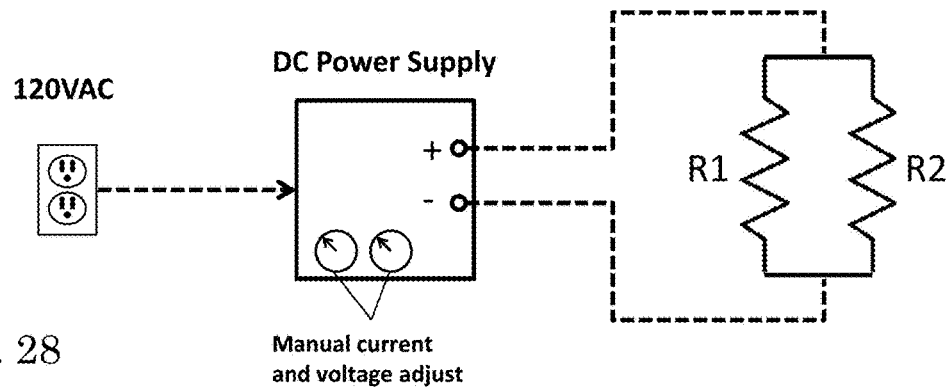 120VAC
DC Power Supply
+
-
R1
R2
. 28
Manual current
and voltage adjust